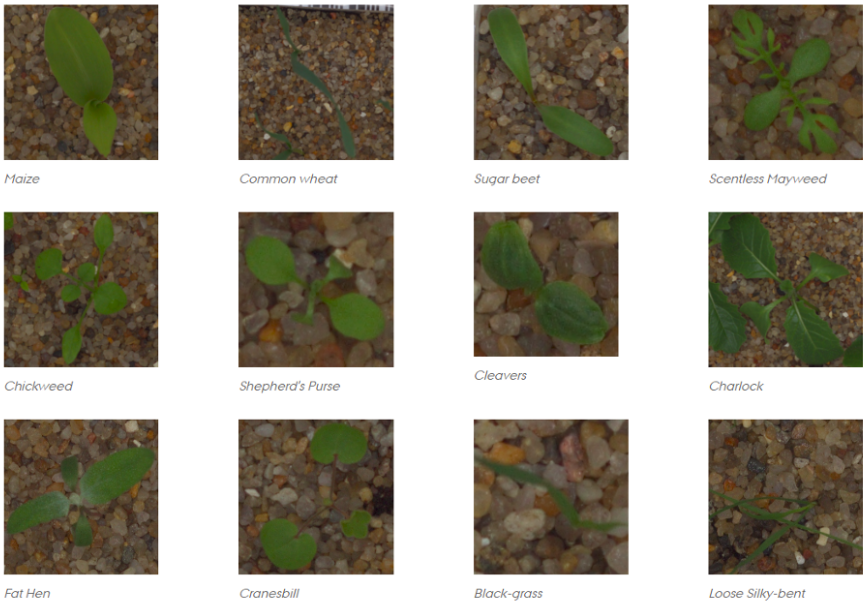 Maize
Common wheat
Sugar beet
Scentless Mayweed
Chickweed
Shepherd's Purse
Cleavers
Charlock
Fat Hen
Cranesbill
Black-grass
Loose Silky-bent